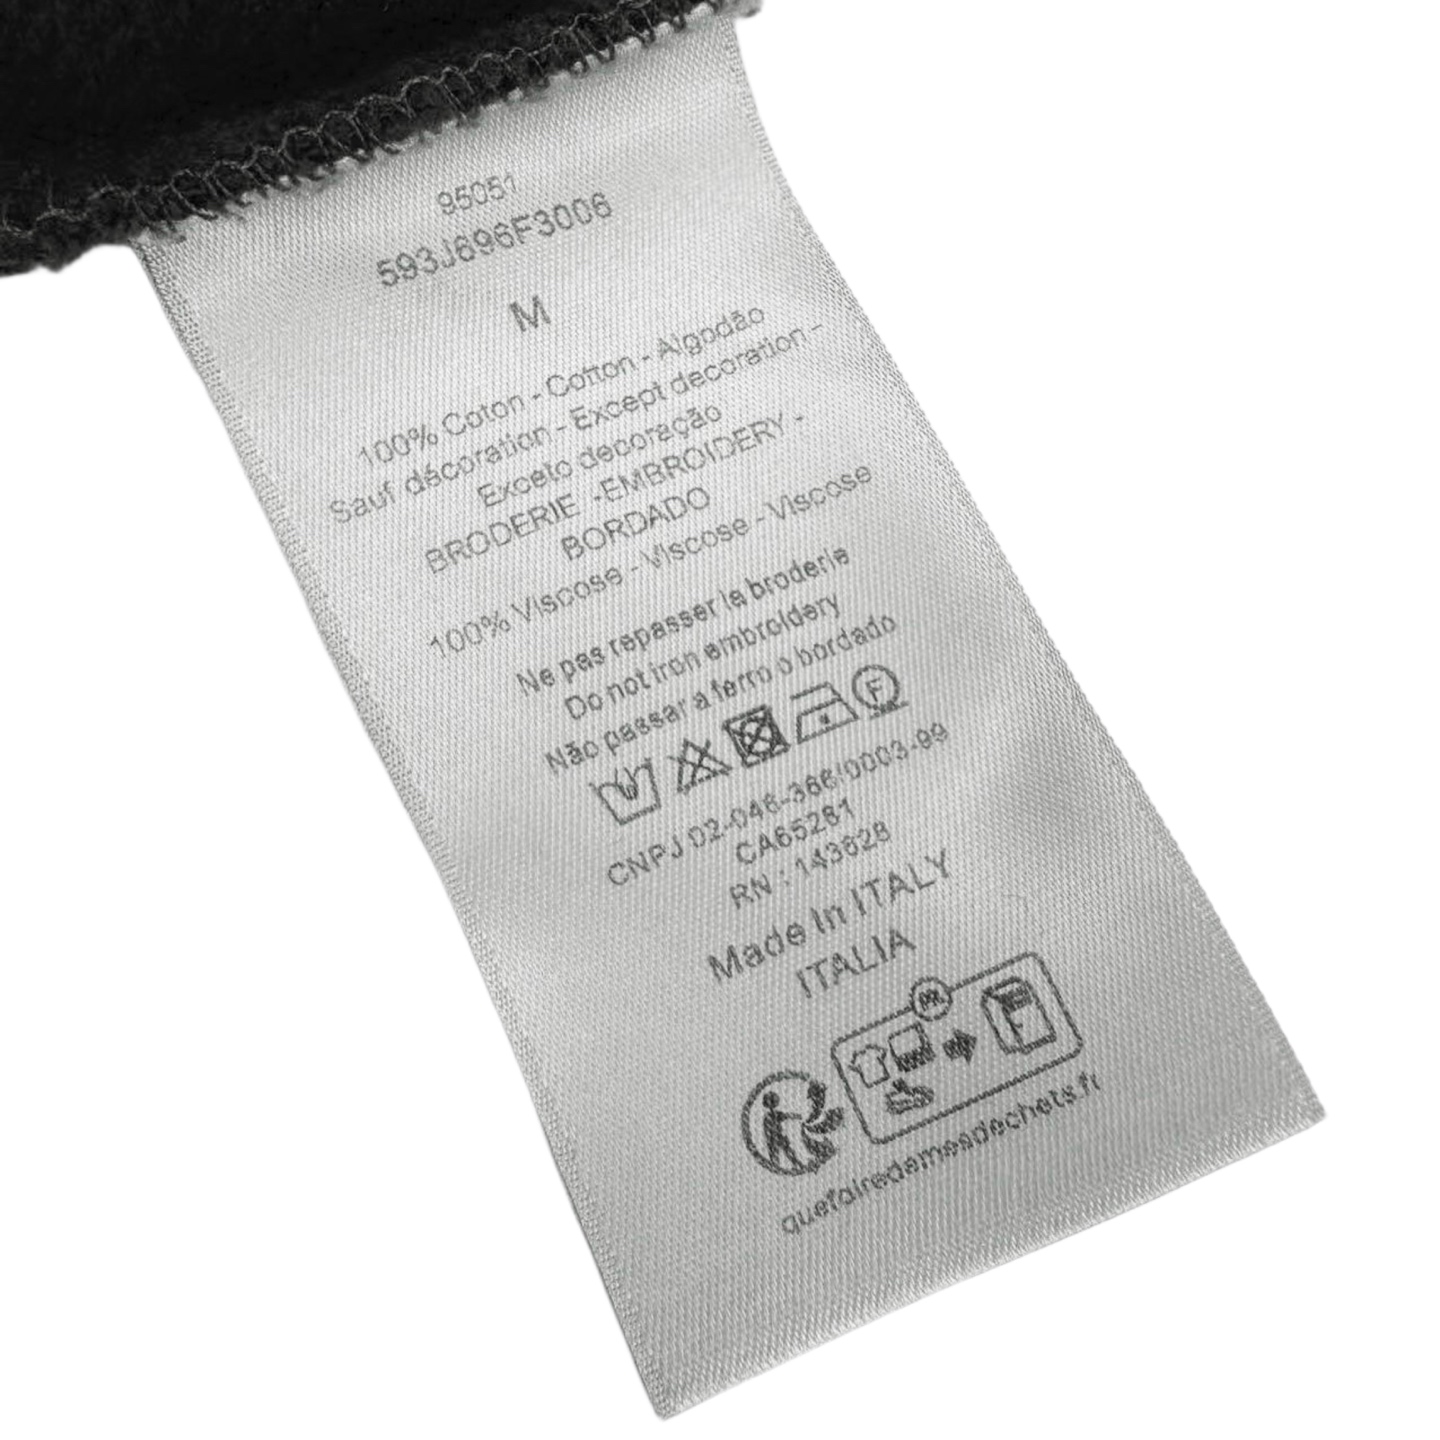 95051
593J696F3006
M
100% Coton - Cotton - Algodão
Sauf décoration - Except decoration -
Exceto decoração
BRODERIE -EMBROIDERY -
BORDADO
100% Viscose - Viscose - Viscose
Ne pas repasser la broderie
Do not iron embroidery
Não passar a ferro o bordado
F
CNPJ 02-046-366/0003-99
CA65281
RN : 143628
Made In ITALY
ITALIA
FR
F
quefairedemesdechets.fr